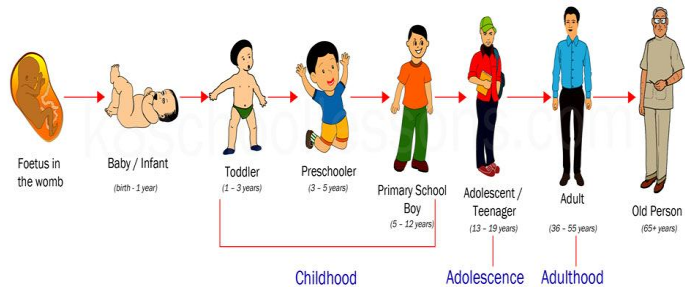 Foetus in
the womb
Baby / Infant
(birth - 1 year)
Toddler
(1 – 3 years)
Preschooler
(3 – 5 years)
Primary School
Boy
(5 – 12 years)
Adolescent /
Teenager
(13 – 19 years)
Adult
(36 – 55 years)
Old Person
(65+ years)
Childhood
Adolescence
Adulthood